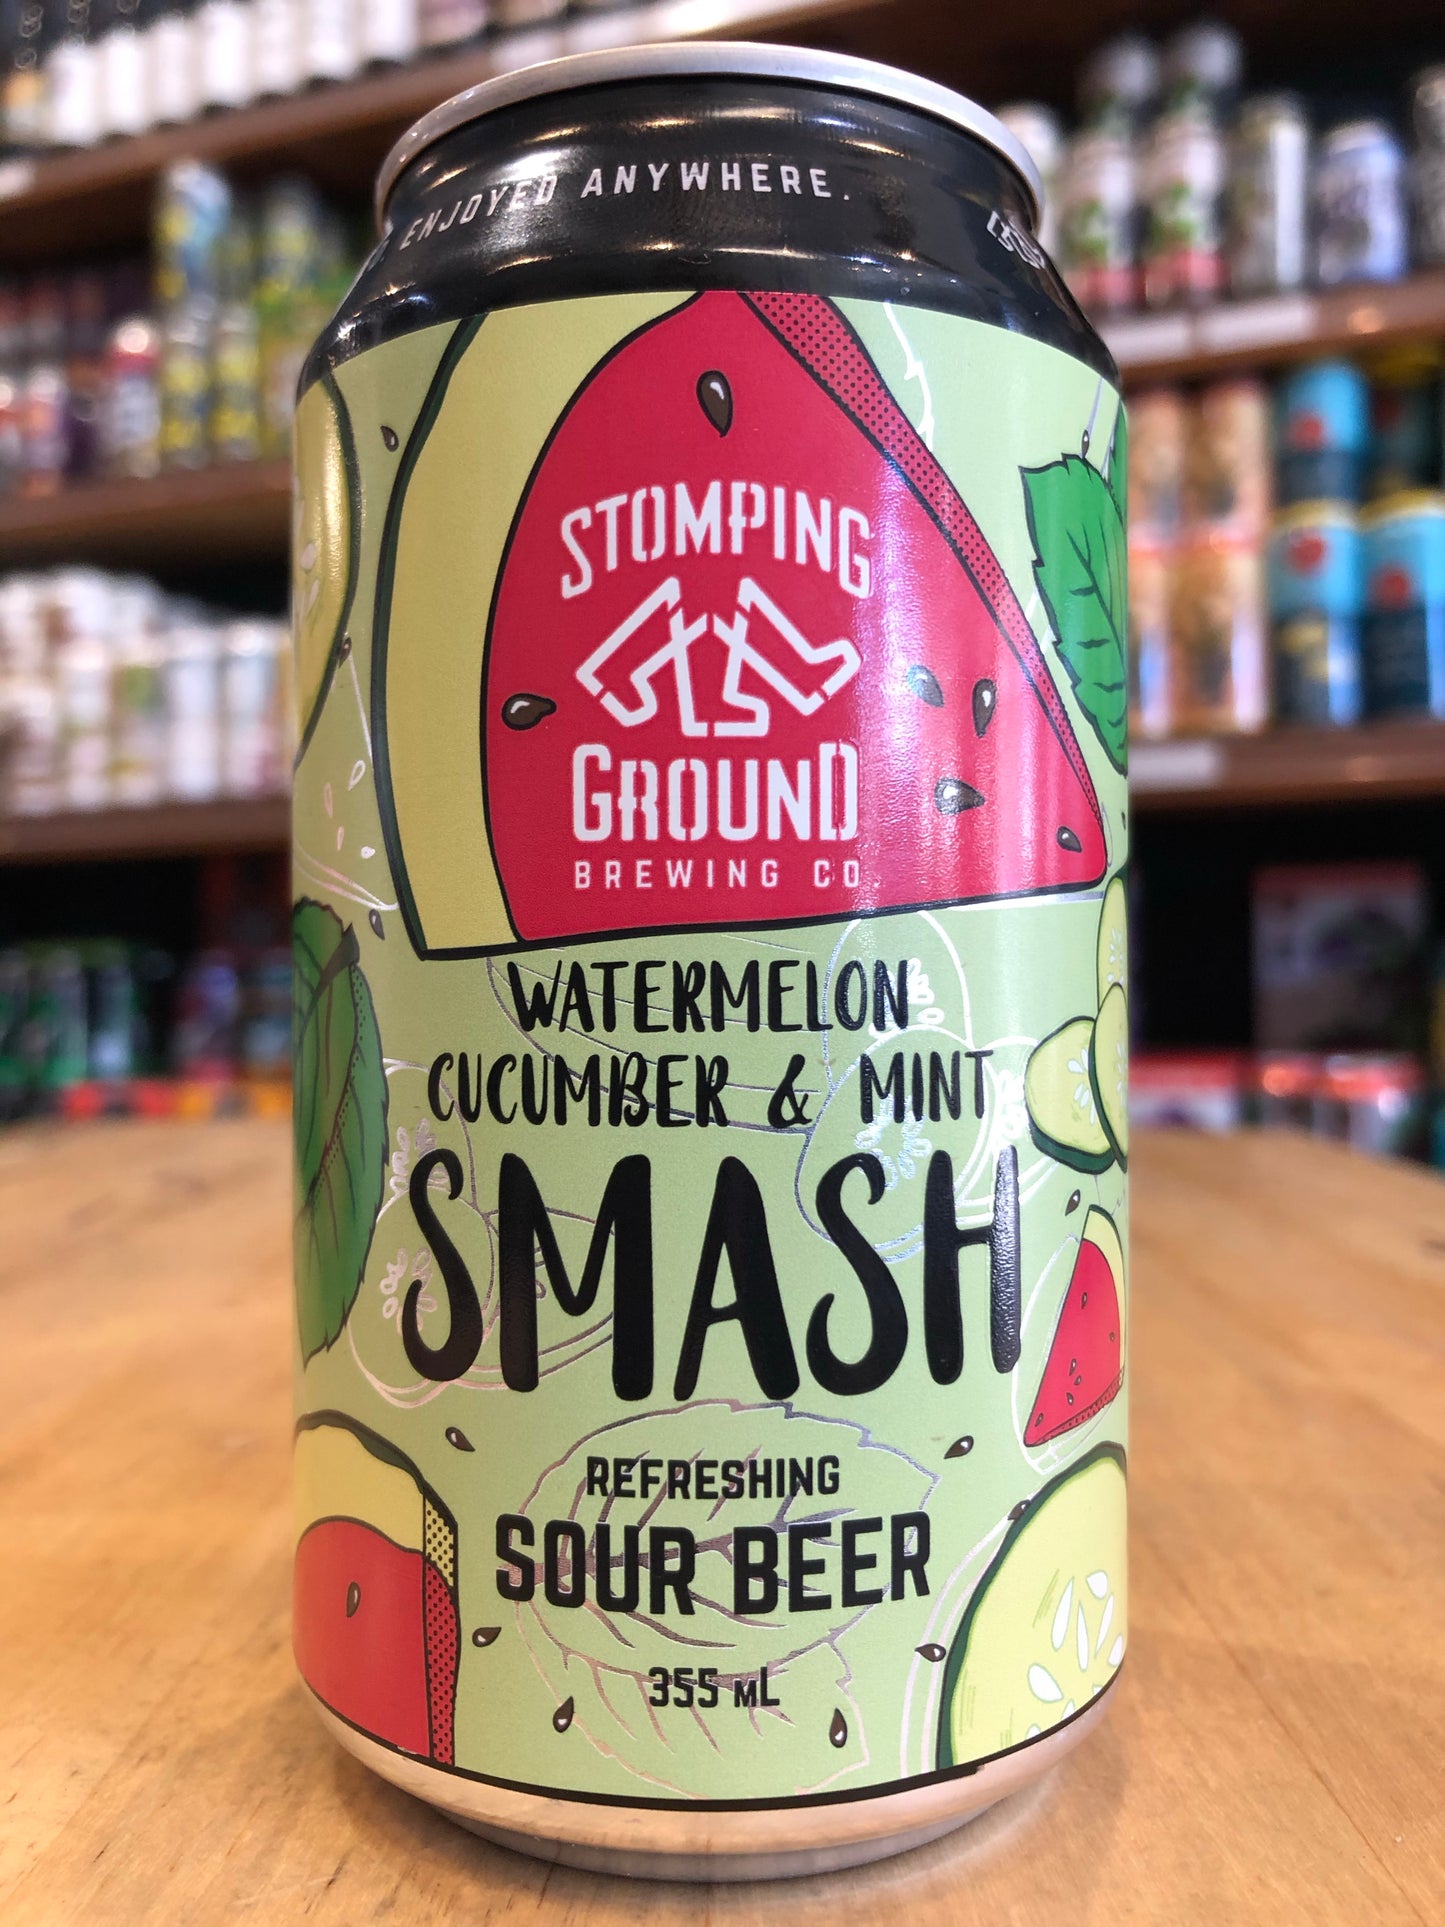 ENJOYED ANYWHERE.
STOMPING
GROUND
BREWING CO.
WATERMELON
CUCUMBER & MINT
SMASH
REFRESHING
SOUR BEER
355 mL